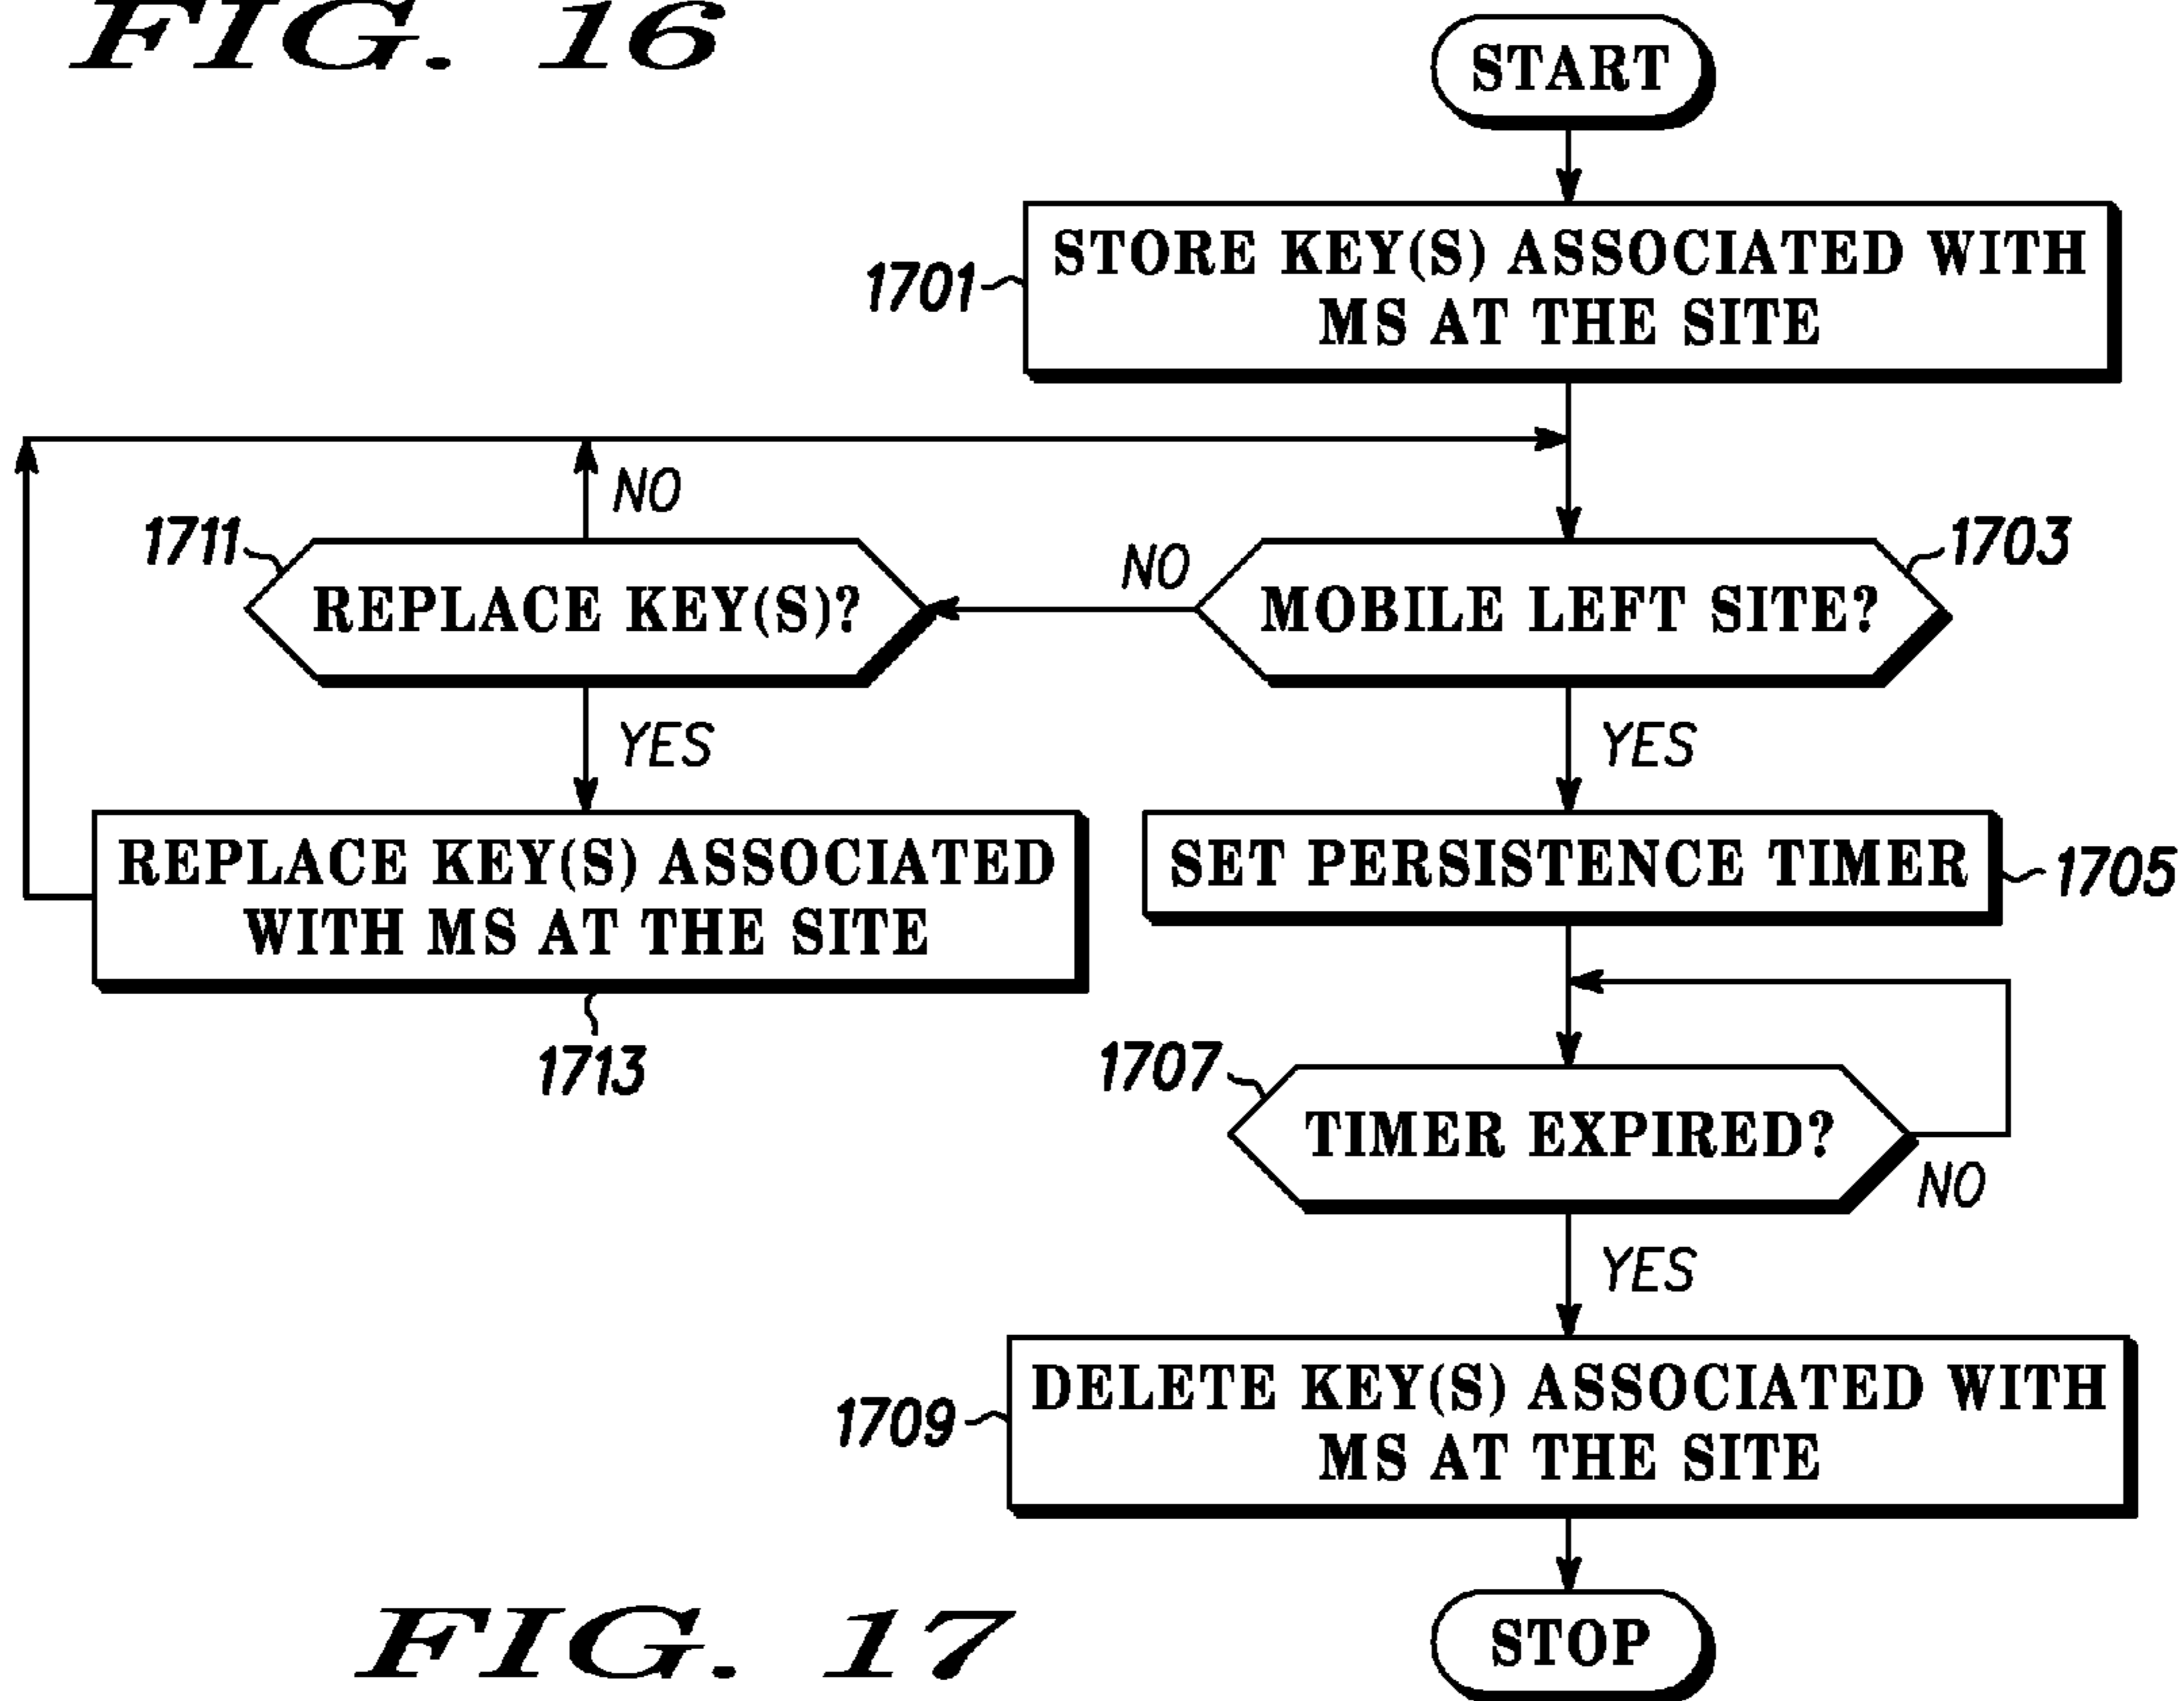 FIG. 16
START
1701
STORE KEY(S) ASSOCIATED WITH
MS AT THE SITE
NO
1711
REPLACE KEY(S)?
NO
MOBILE LEFT SITE?
1703
YES
YES
REPLACE KEY(S) ASSOCIATED
WITH MS AT THE SITE
1713
SET PERSISTENCE TIMER
1705
1707
TIMER EXPIRED?
NO
YES
1709
DELETE KEY(S) ASSOCIATED WITH
MS AT THE SITE
STOP
FIG. 17